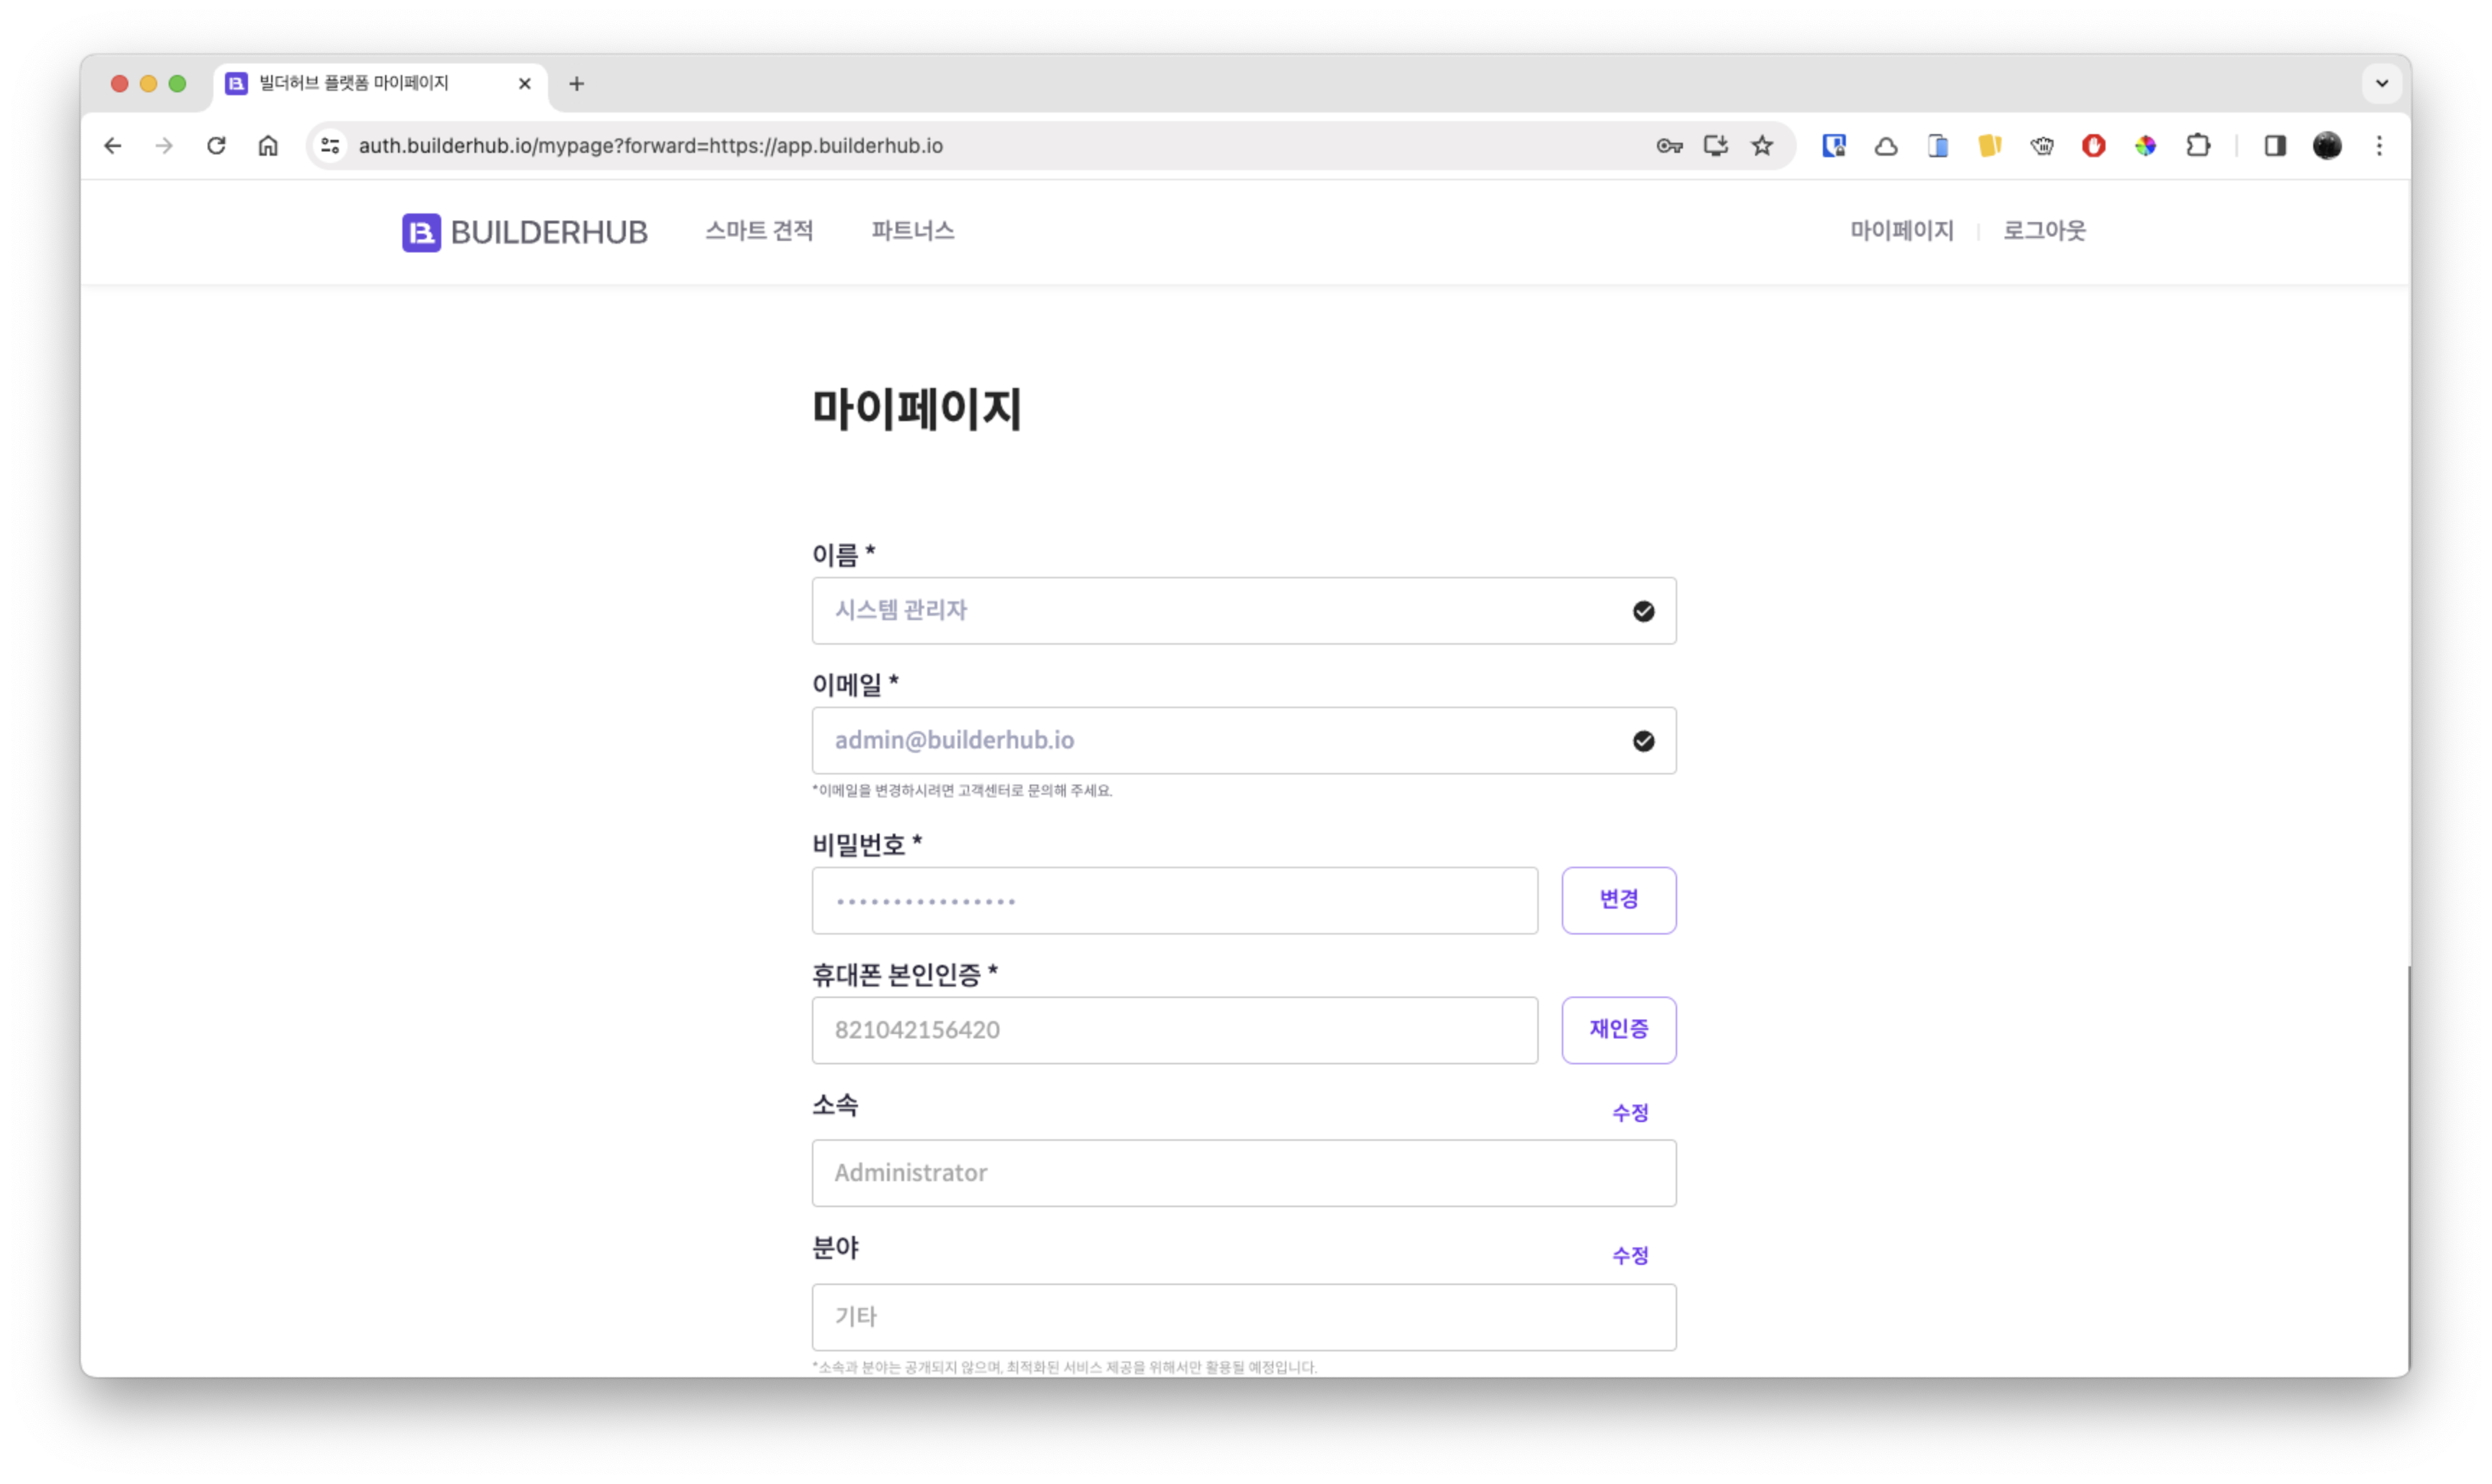 빌더허브 플랫폼 마이페이지
auth.builderhub.io/mypage?forward=https://app.builderhub.io
BUILDERHUB 스마트 견적 파트너스 마이페이지 로그아웃
마이페이지
이름 *
시스템 관리자
이메일 *
admin@builderhub.io
*이메일을 변경하시려면 고객센터로 문의해 주세요.
비밀번호 *
변경
휴대폰 본인인증 *
821042156420 재인증
소속 수정
Administrator
분야 수정
기타
*소속과 분야는 공개되지 않으며, 최적화된 서비스 제공을 위해서만 활용될 예정입니다.